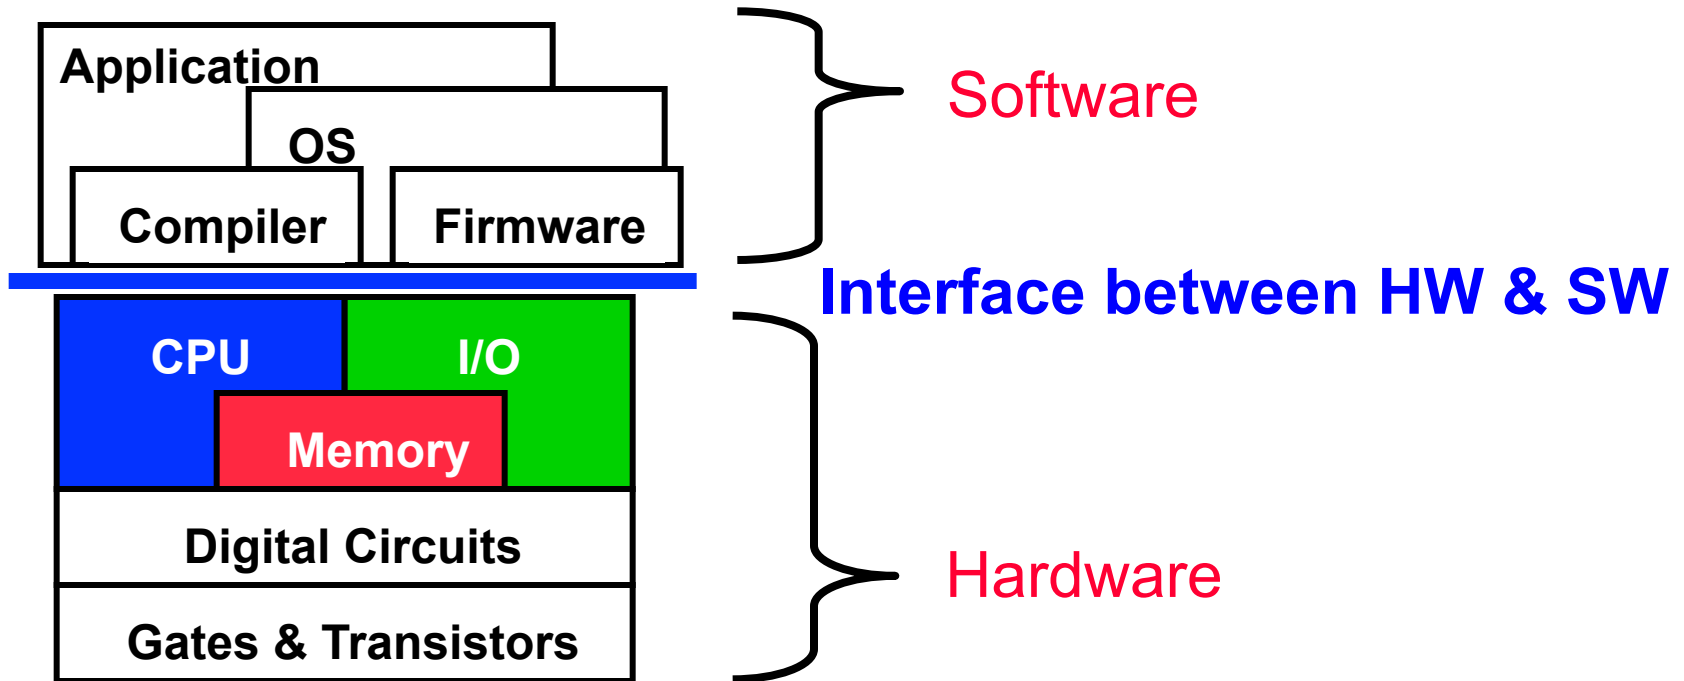 Application
Software
OS
Compiler
Firmware
Interface between HW & SW
CPU
I/O
Memory
Digital Circuits
Hardware
Gates & Transistors